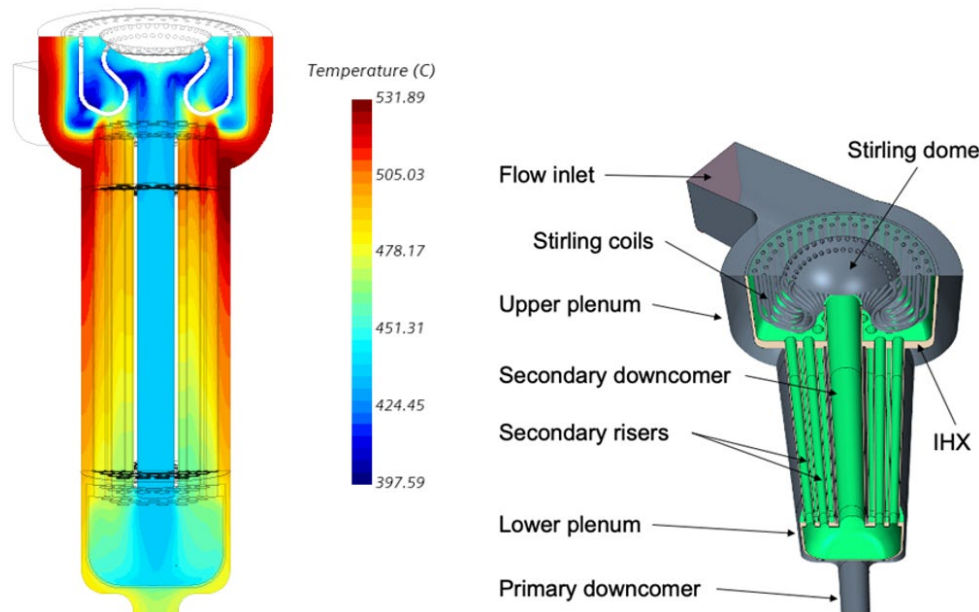 Temperature (C)
531.89
505.03
478.17
451.31
424.45
397.59
Flow inlet
Stirling dome
Stirling coils
Upper plenum
Secondary downcomer
Secondary risers
IHX
Lower plenum
Primary downcomer